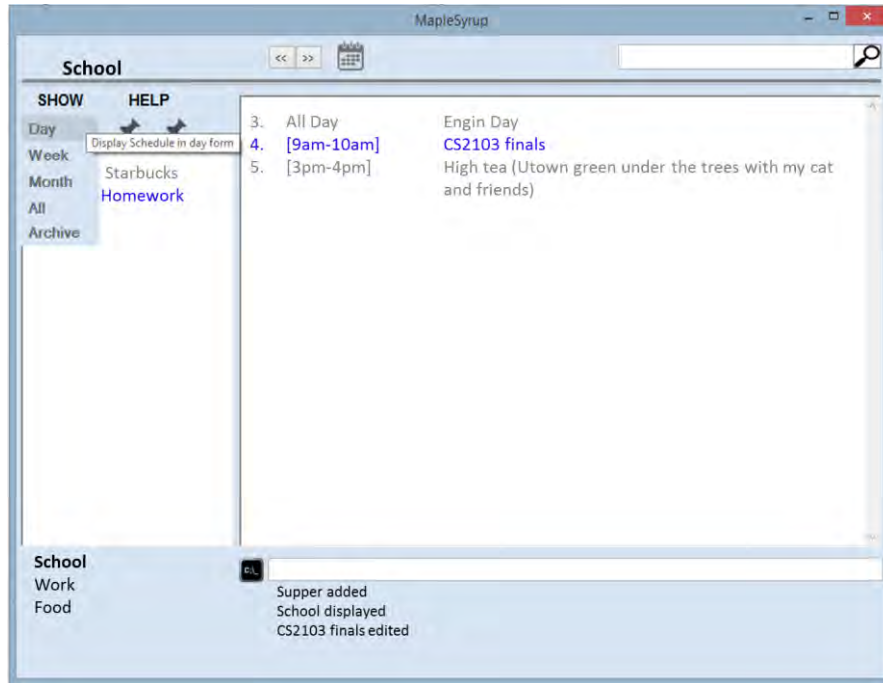 MapleSyrup
School
<< >>
SHOW HELP
Day
Display Schedule in day form
Week
Month
All
Archive
Starbucks
Homework
3. All Day Engin Day
4. [9am-10am] CS2103 finals
5. [3pm-4pm] High tea (Utown green under the trees with my cat
and friends)
School
Work
Food
C:\_
Supper added
School displayed
CS2103 finals edited